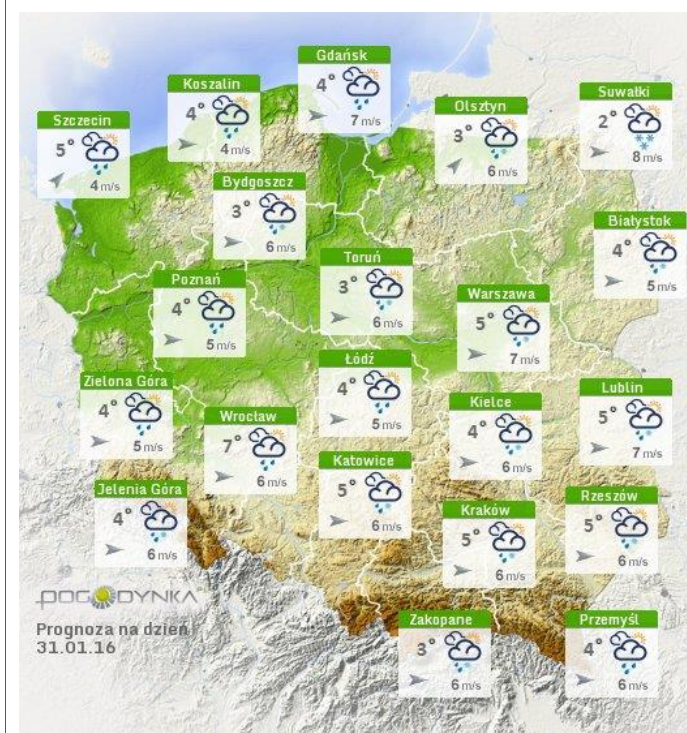 Gdańsk
4°
7 m/s
Koszalin
4°
4 m/s
Suwałki
2°
8 m/s
Olsztyn
3°
6 m/s
Szczecin
5°
4 m/s
Bydgoszcz
3°
6 m/s
Białystok
4°
5 m/s
Toruń
3°
6 m/s
Poznań
4°
5 m/s
Warszawa
5°
7 m/s
Łódź
4°
5 m/s
Zielona Góra
4°
5 m/s
Lublin
5°
7 m/s
Kielce
4°
6 m/s
Wrocław
7°
6 m/s
Katowice
5°
6 m/s
Jelenia Góra
4°
6 m/s
Rzeszów
5°
6 m/s
Kraków
5°
6 m/s
POGODYNKA
Prognoza na dzień
31.01.16
Zakopane
3°
6 m/s
Przemyśl
4°
6 m/s